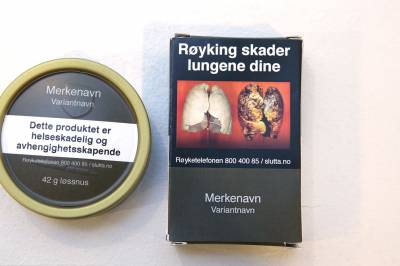 Merkenavn
Variantnavn
Dette produktet er
helseskadelig og
avhengighetsskapende
Røyketelefonen 800 400 85 / slutta.no
42 g løssnus
Røyking skader
lungene dine
Røyketelefonen 800 400 85 / slutta.no
Merkenavn
Variantnavn